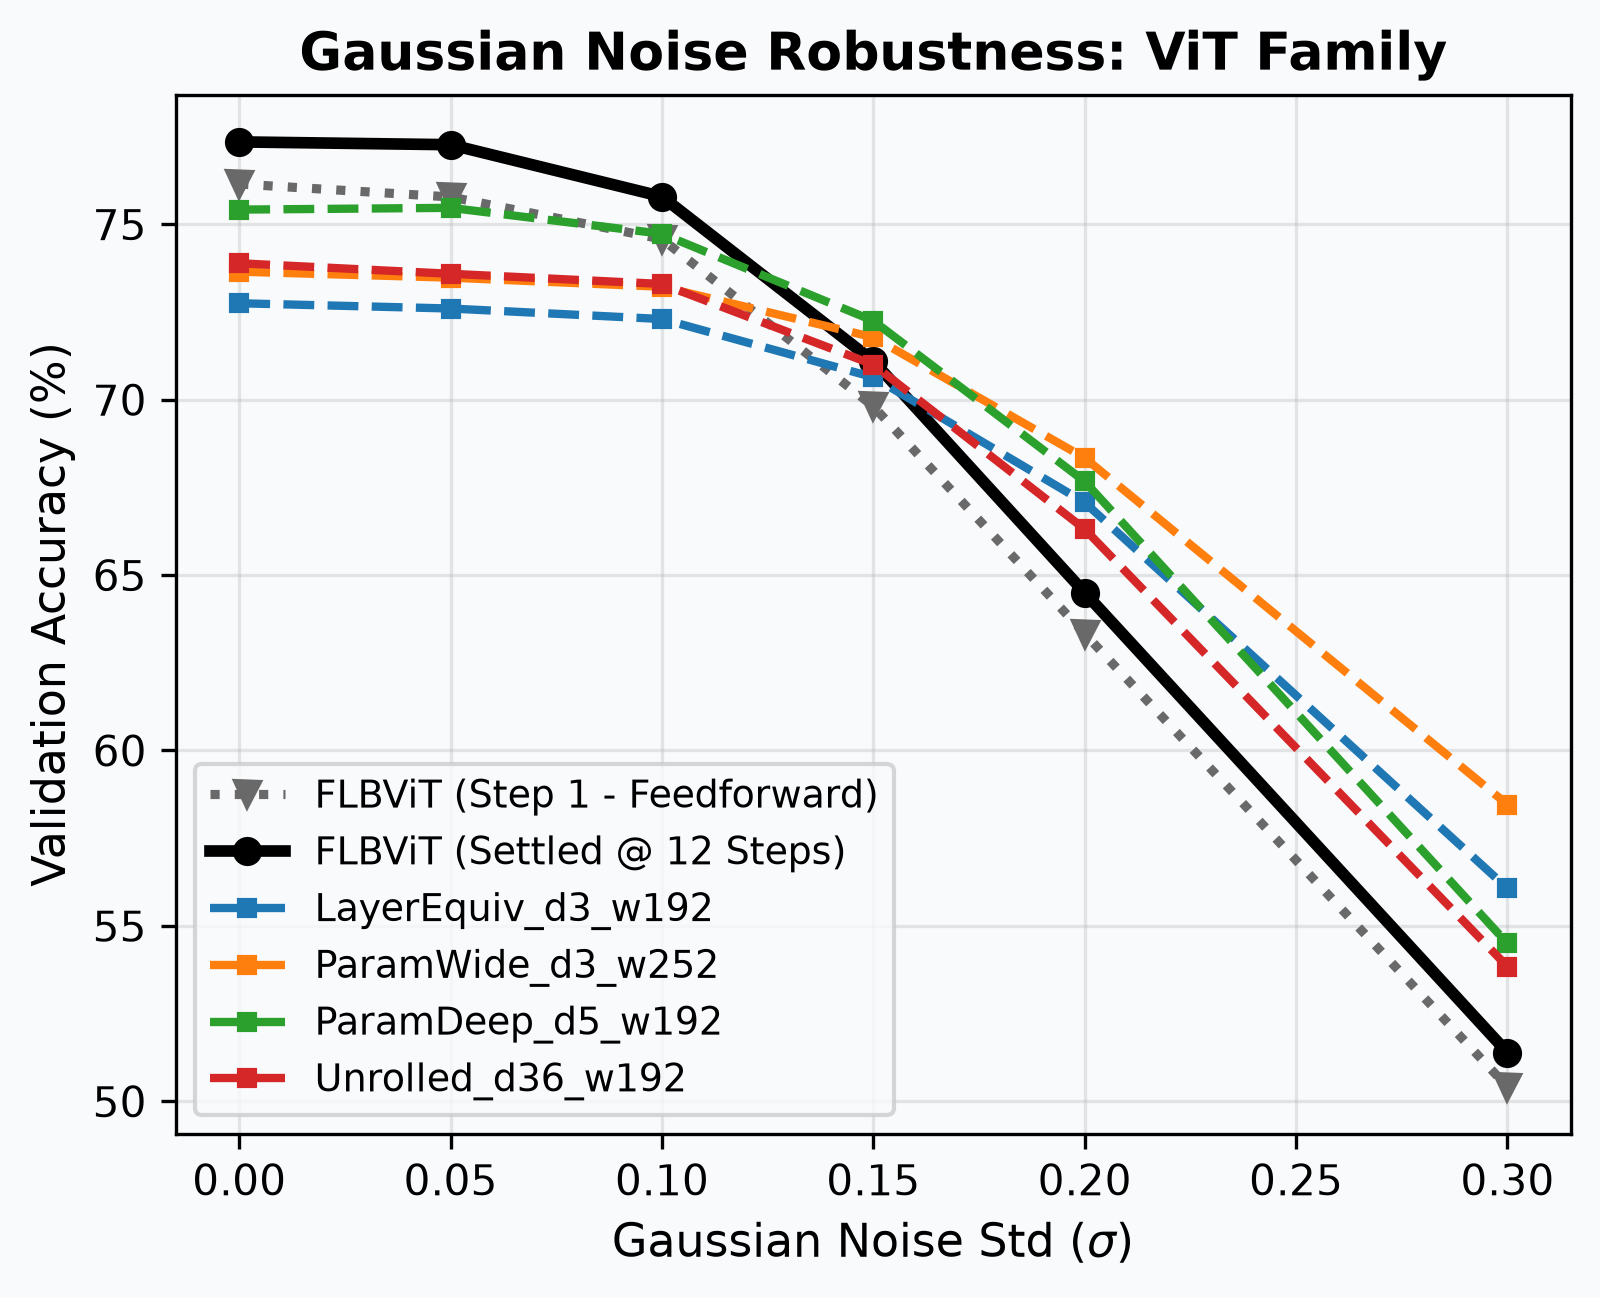 Gaussian Noise Robustness: ViT Family
Validation Accuracy (%)
75
70
65
60
55
50
FLBViT (Step 1 - Feedforward)
FLBViT (Settled @ 12 Steps)
LayerEquiv_d3_w192
ParamWide_d3_w252
ParamDeep_d5_w192
Unrolled_d36_w192
0.00 0.05 0.10 0.15 0.20 0.25 0.30
Gaussian Noise Std (σ)